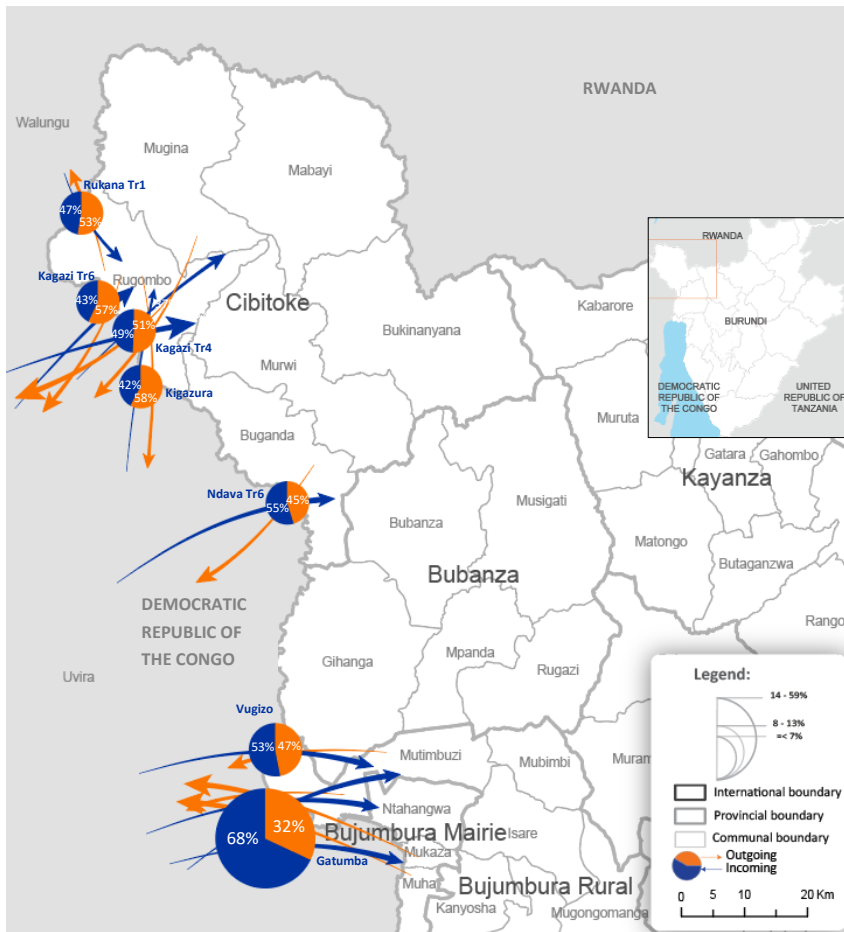 RWANDA
Walungu
Mugina
Mabayi
Rukana Tr1
47%
53%
Kagazi Tr6
Rugombo
43%
57%
Cibitoke
51%
49%
Kagazi Tr4
Bukinanyana
Murwi
42%
58%
Kigazura
Buganda
Kabarore
Muruta
RWANDA
BURUNDI
DEMOCRATIC
REPUBLIC OF
THE CONGO
UNITED
REPUBLIC OF
TANZANIA
Gatara
Gahombo
Kayanza
Ndava Tr6
45%
55%
Musigati
Bubanza
Matongo
Butaganzwa
Bubanza
DEMOCRATIC
REPUBLIC OF
THE CONGO
Rango
Gihanga
Mpanda
Rugazi
Uvira
Vugizo
53%
47%
Mutimbuzi
Mubimbi
Muram
Ntahangwa
68%
32%
Bujumbura Mairie
Isare
Gatumba
Mukaza
Muha
Bujumbura Rural
Kanyosha
Mugongomanga
Legend:
14 - 59%
8 - 13%
=< 7%
International boundary
Provincial boundary
Communal boundary
Outgoing
Incoming
0 5 10 20 Km